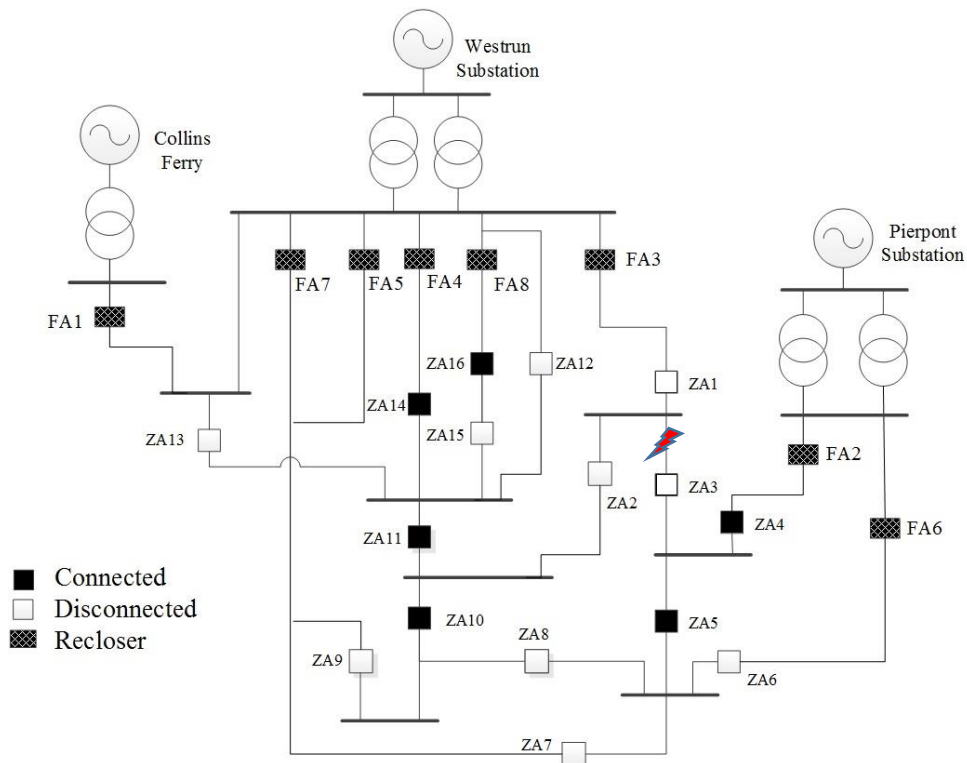 Westrun
Substation
Collins
Ferry
Pierpont
Substation
FA7
FA5
FA4
FA8
FA3
FA1
ZA16
ZA12
ZA1
ZA14
ZA13
ZA15
ZA2
ZA3
FA2
ZA4
FA6
ZA11
Connected
Disconnected
Recloser
ZA10
ZA8
ZA5
ZA9
ZA6
ZA7